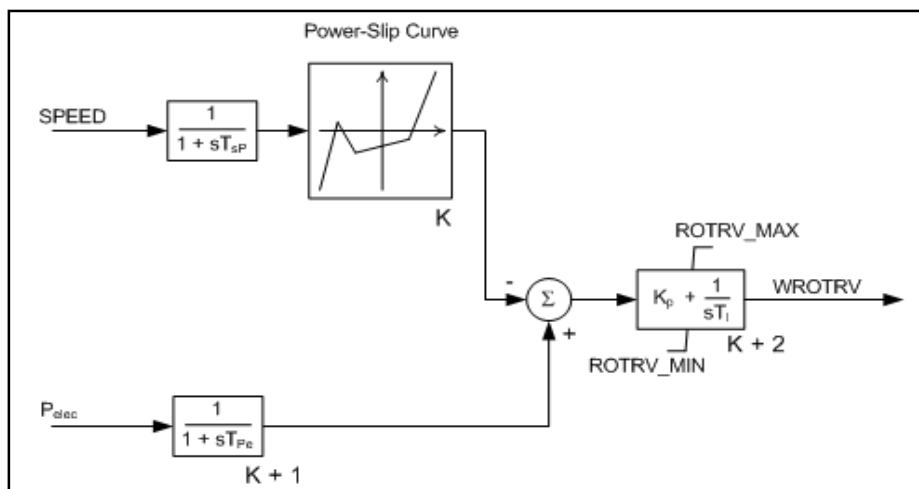 Power-Slip Curve
SPEED
1
1 + sT_sP
K
ROTRV_MAX
-
Σ
+
K_p + 1
sT_I
WROTRV
ROTRV_MIN
K + 2
P_elec
1
1 + sT_Pe
K + 1